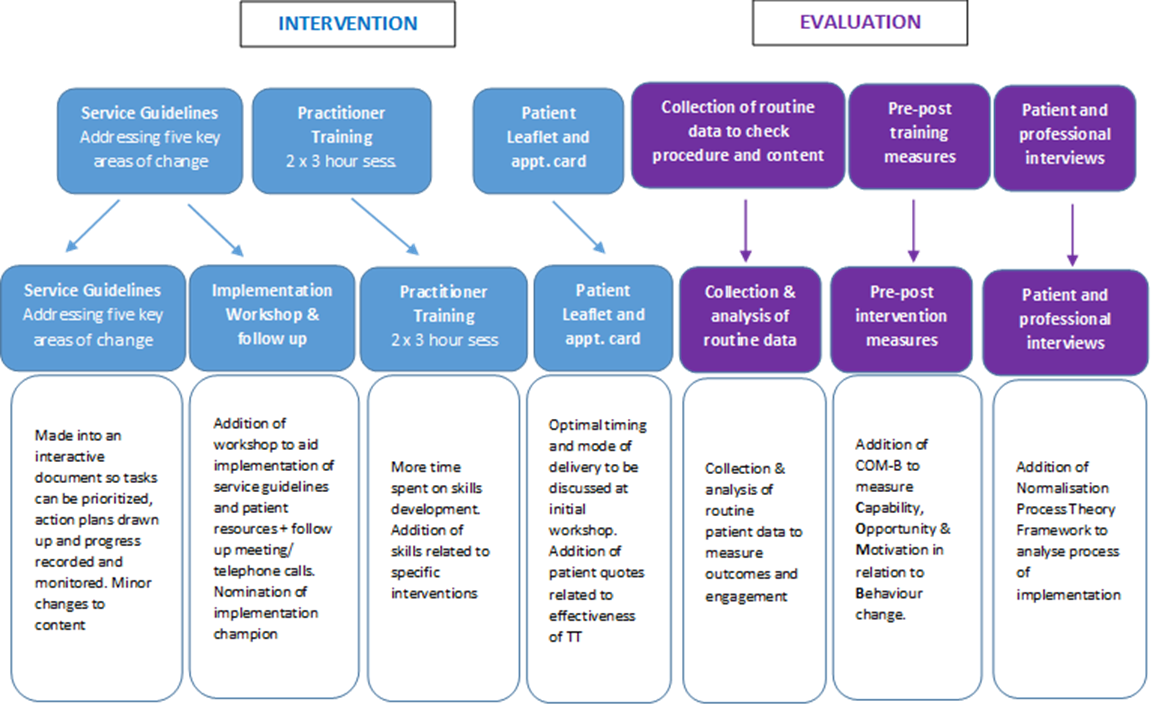 INTERVENTION
EVALUATION
Service Guidelines
Addressing five key
areas of change
Practitioner
Training
2 x 3 hour sess.
Patient
Leaflet and
appt. card
Collection of routine
data to check
procedure and content
Pre-post
training
measures
Patient and
professional
interviews
Service Guidelines
Addressing five key
areas of change
Implementation
Workshop &
follow up
Practitioner
Training
2 x 3 hour sess
Patient
Leaflet and
appt. card
Collection &
analysis of
routine data
Pre-post
intervention
measures
Patient and
professional
interviews
Made into an
interactive
document so tasks
can be prioritized,
action plans drawn
up and progress
recorded and
monitored. Minor
changes to
content
Addition of
workshop to aid
implementation of
service guidelines
and patient
resources + follow
up meeting/
telephone calls.
Nomination of
implementation
champion
More time
spent on skills
development.
Addition of
skills related to
specific
interventions
Optimal timing
and mode of
delivery to be
discussed at
initial
workshop.
Addition of
patient quotes
related to
effectiveness
of TT
Collection &
analysis of
routine
patient data to
measure
outcomes and
engagement
Addition of
COM-B to
measure
Capability,
Opportunity &
Motivation in
relation to
Behaviour
change.
Addition of
Normalisation
Process Theory
Framework to
analyse process
of
implementation